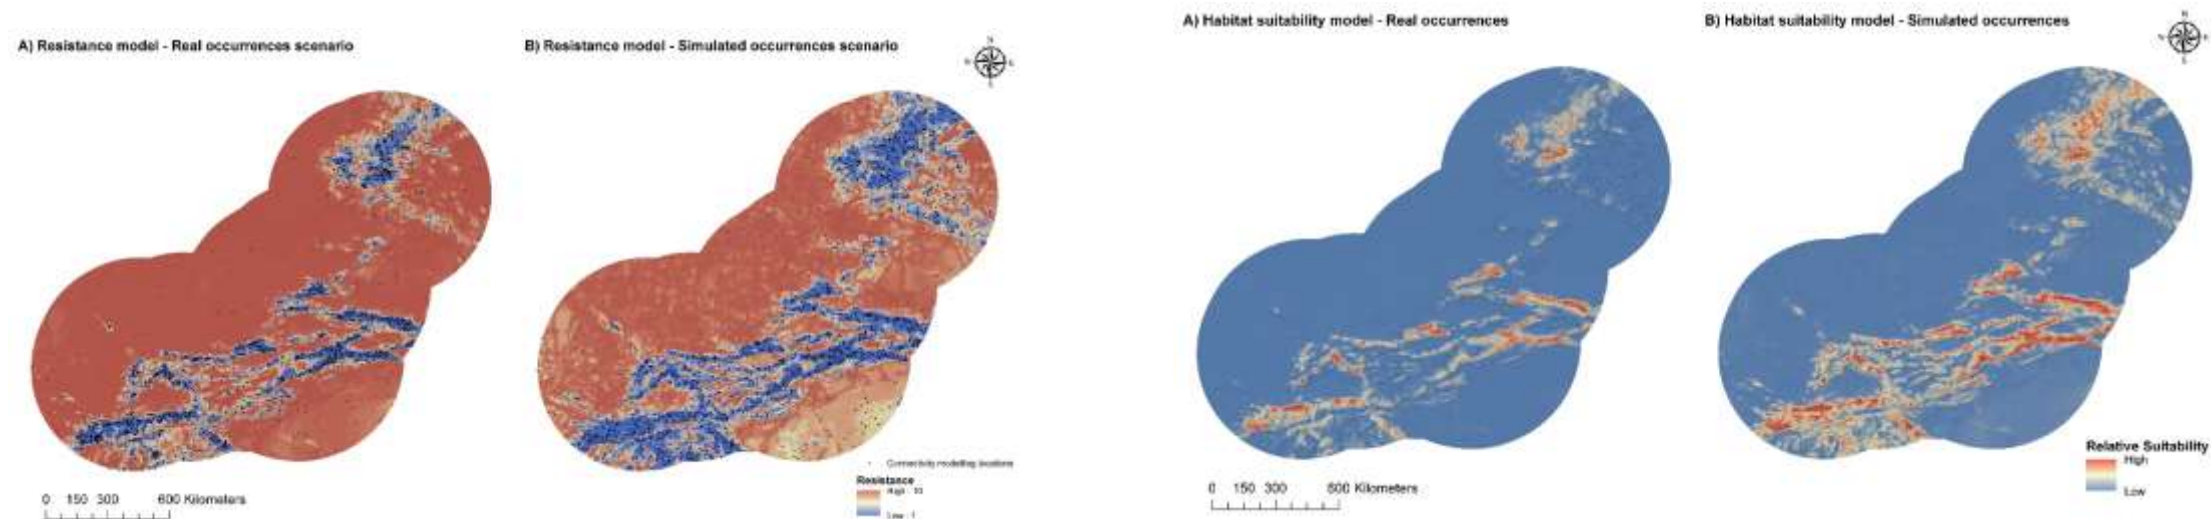 A) Resistance model - Real occurrences scenario
B) Resistance model - Simulated occurrences scenario
N
S
Connectivity modelling locations
Resistance
High : 10
Low : 1
0 150 300 600 Kilometers
A) Habitat suitability model - Real occurrences
B) Habitat suitability model - Simulated occurrences
Relative Suitability
High
Low
0 150 300 600 Kilometers